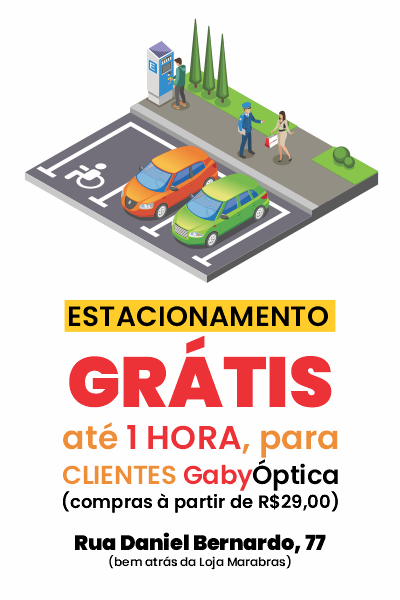 ESTACIONAMENTO
GRÁTIS
até 1 HORA, para
CLIENTES GabyÓptica
(compras à partir de R$29,00)
Rua Daniel Bernardo, 77
(bem atrás da Loja Marabras)